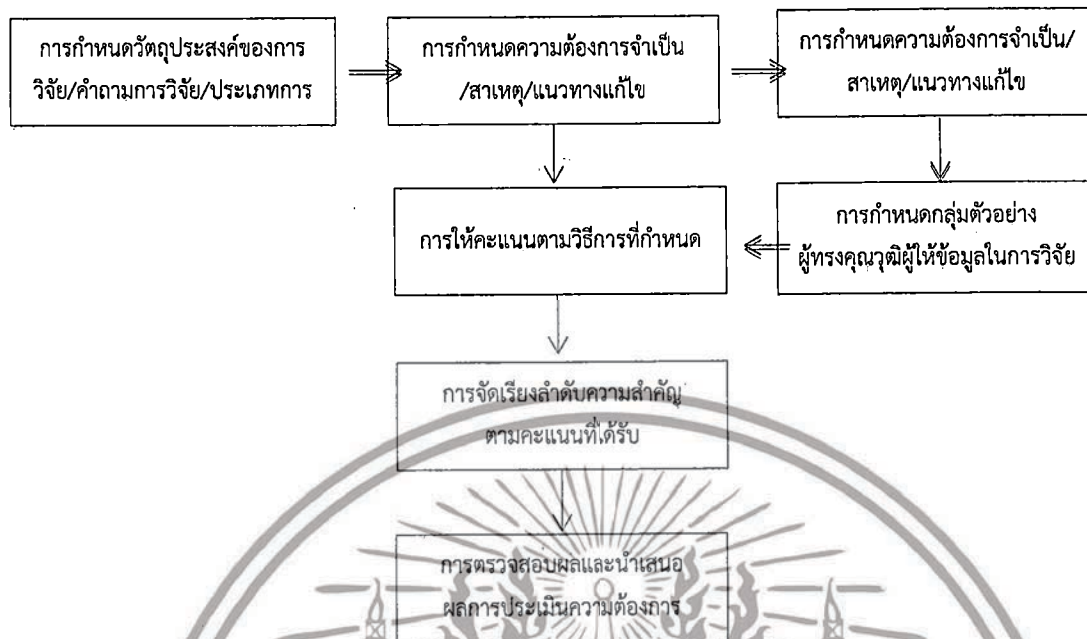 การกำหนดวัตถุประสงค์ของการ
วิจัย/คำถามการวิจัย/ประเภทการ
การกำหนดความต้องการจำเป็น
/สาเหตุ/แนวทางแก้ไข
การกำหนดความต้องการจำเป็น/
สาเหตุ/แนวทางแก้ไข
การให้คะแนนตามวิธีการที่กำหนด
การกำหนดกลุ่มตัวอย่าง
ผู้ทรงคุณวุฒิผู้ให้ข้อมูลในการวิจัย
การจัดเรียงลำดับความสำคัญ
ตามคะแนนที่ได้รับ
การตรวจสอบผลและนำเสนอ
ผลการประเมินความต้องการ